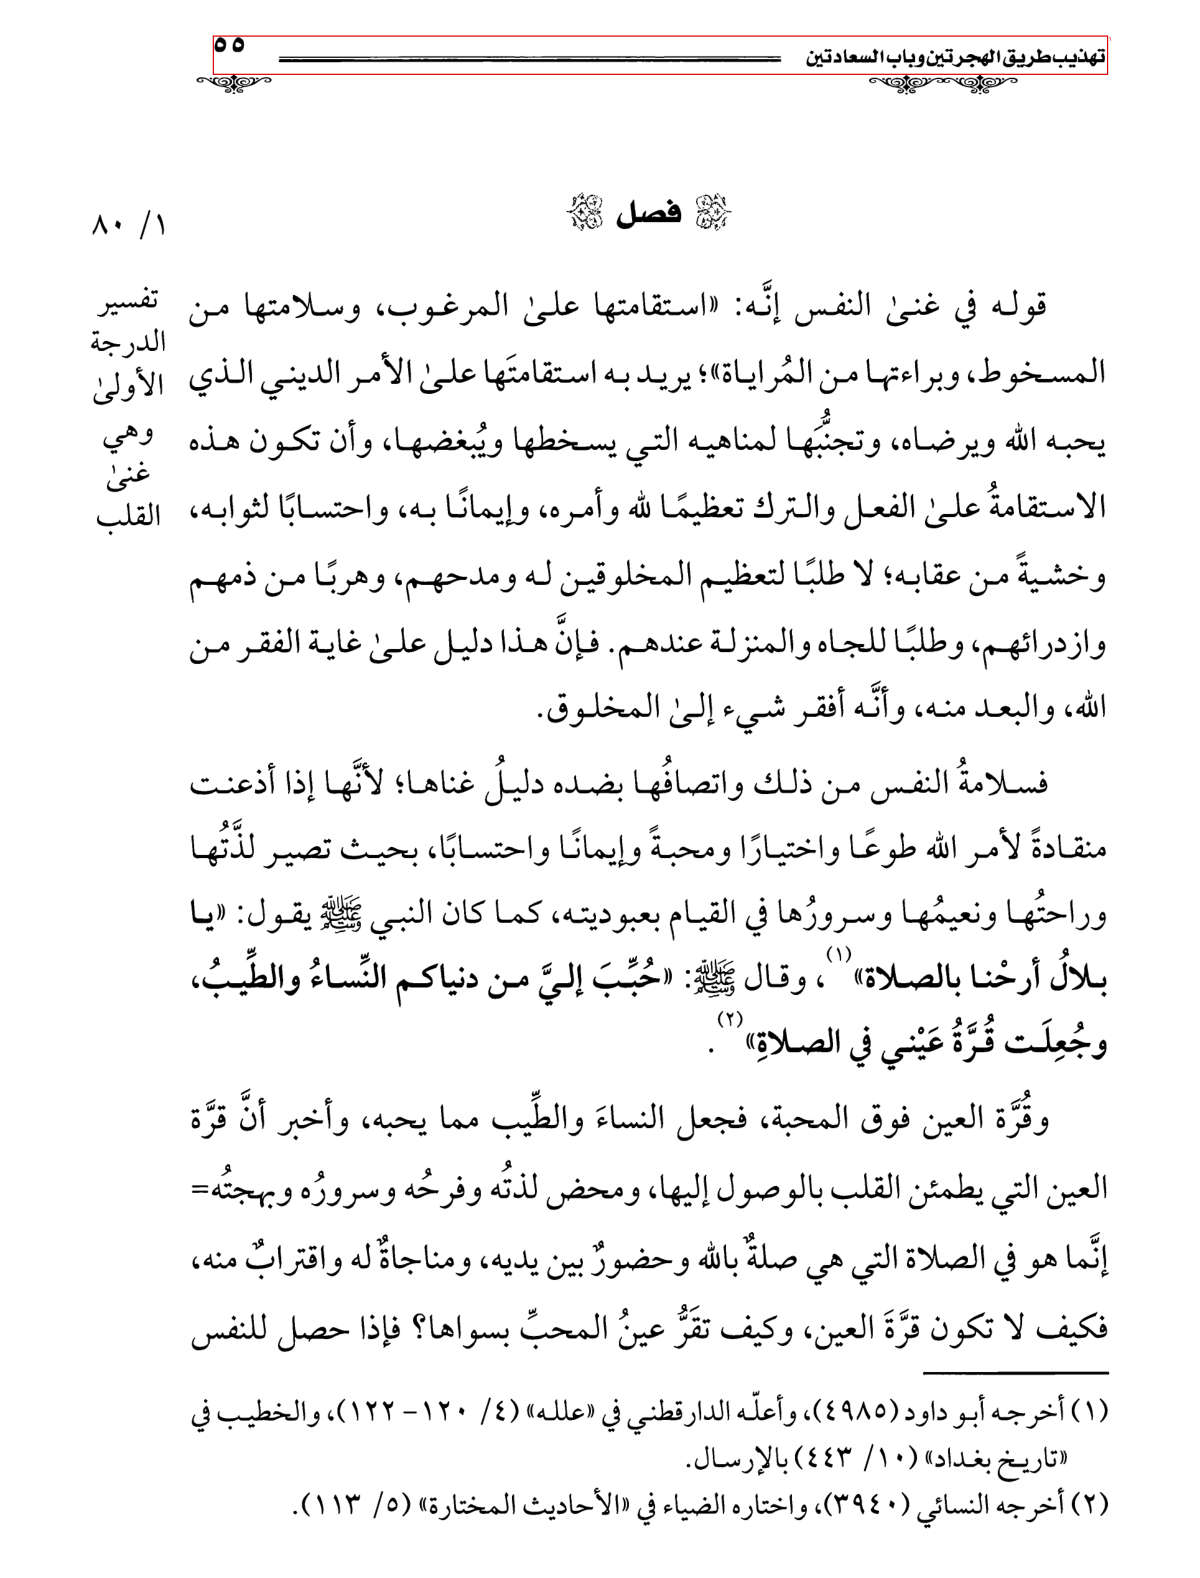 تهذيب طريق الهجرتين وباب السعادتين ٥٥
فصل
١/ ٨٠
تفسير
الدرجة
الأولىٰ
وهي
غنىٰ
القلب
قوله في غنىٰ النفس إنَّه: «استقامتها علىٰ المرغوب، وسلامتها من
المسخوط، وبراءتها من المُراياة»؛ يريد به استقامتَها علىٰ الأمر الديني الذي
يحبه الله ويرضاه، وتجنُّبَها لمناهيه التي يسخطها ويُبغضها، وأن تكون هذه
الاستقامةُ علىٰ الفعل والترك تعظيمًا لله وأمره، وإيمانًا به، واحتسابًا لثوابه،
وخشيةً من عقابه؛ لا طلبًا لتعظيم المخلوقين له ومدحهم، وهربًا من ذمهم
وازدرائهم، وطلبًا للجاه والمنزلة عندهم. فإنَّ هذا دليل علىٰ غاية الفقر من
الله، والبعد منه، وأنَّه أفقر شيء إلىٰ المخلوق.
فسلامةُ النفس من ذلك واتصافُها بضده دليلُ غناها؛ لأنَّها إذا أذعنت
منقادةً لأمر الله طوعًا واختيارًا ومحبةً وإيمانًا واحتسابًا، بحيث تصير لذَّتُها
وراحتُها ونعيمُها وسرورُها في القيام بعبوديته، كما كان النبي ﷺ يقول: «يا
بلالُ أرحْنا بالصلاة»(١)، وقال ﷺ: «حُبِّبَ إليَّ من دنياكم النِّساءُ والطِّيبُ،
وجُعِلَت قُرَّةُ عَيْني في الصلاةِ»(٢).
وقُرَّة العين فوق المحبة، فجعل النساءَ والطِّيب مما يحبه، وأخبر أنَّ قرَّة
العين التي يطمئن القلب بالوصول إليها، ومحض لذتُه وفرحُه وسرورُه وبهجتُه=
إنَّما هو في الصلاة التي هي صلةٌ بالله وحضورٌ بين يديه، ومناجاةٌ له واقترابٌ منه،
فكيف لا تكون قرَّةَ العين، وكيف تقَرُّ عينُ المحبِّ بسواها؟ فإذا حصل للنفس
(١) أخرجه أبو داود (٤٩٨٥)، وأعلّه الدارقطني في «علله» (٤/ ١٢٠- ١٢٢)، والخطيب في
«تاريخ بغداد» (١٠/ ٤٤٣) بالإرسال.
(٢) أخرجه النسائي (٣٩٤٠)، واختاره الضياء في «الأحاديث المختارة» (٥/ ١١٣).